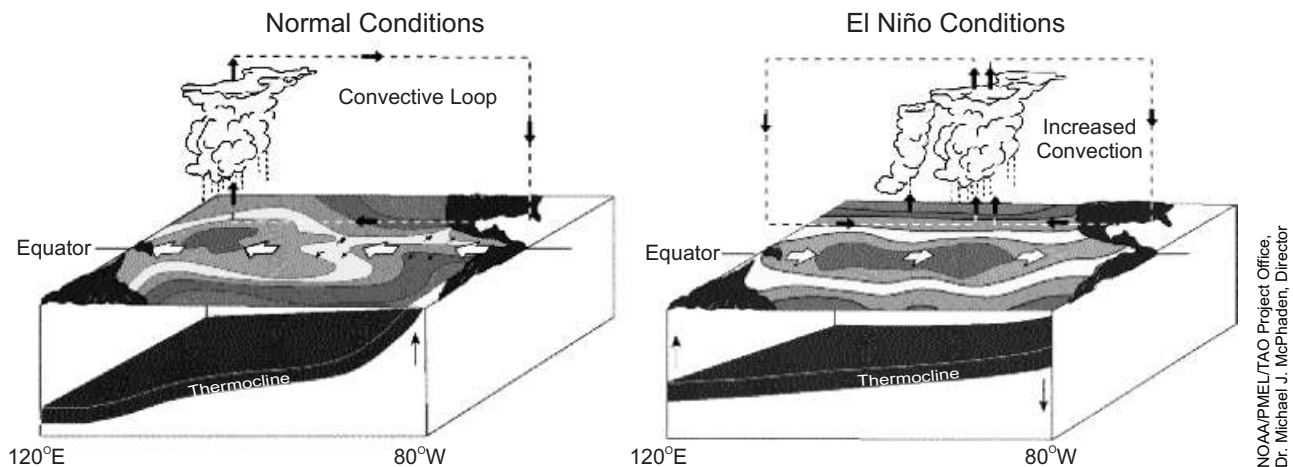 Normal Conditions
Convective Loop
Equator
Thermocline
120°E
80°W
El Niño Conditions
Increased
Convection
Equator
Thermocline
120°E
80°W
NOAA/PMEL/TAO Project Office,
Dr. Michael J. McPhaden, Director